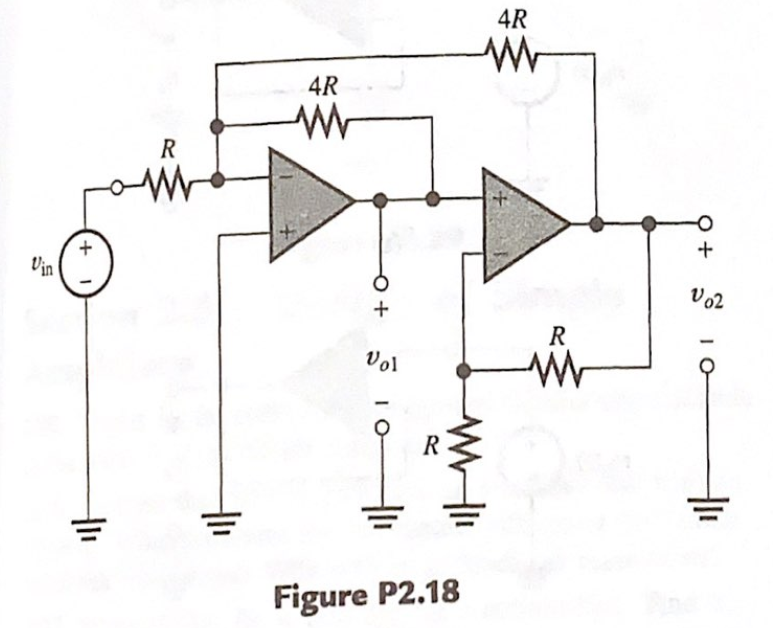 4R
4R
R
−
+
+
−
+
−
v_in
+
v_o1
−
+
v_o2
−
R
R
Figure P2.18